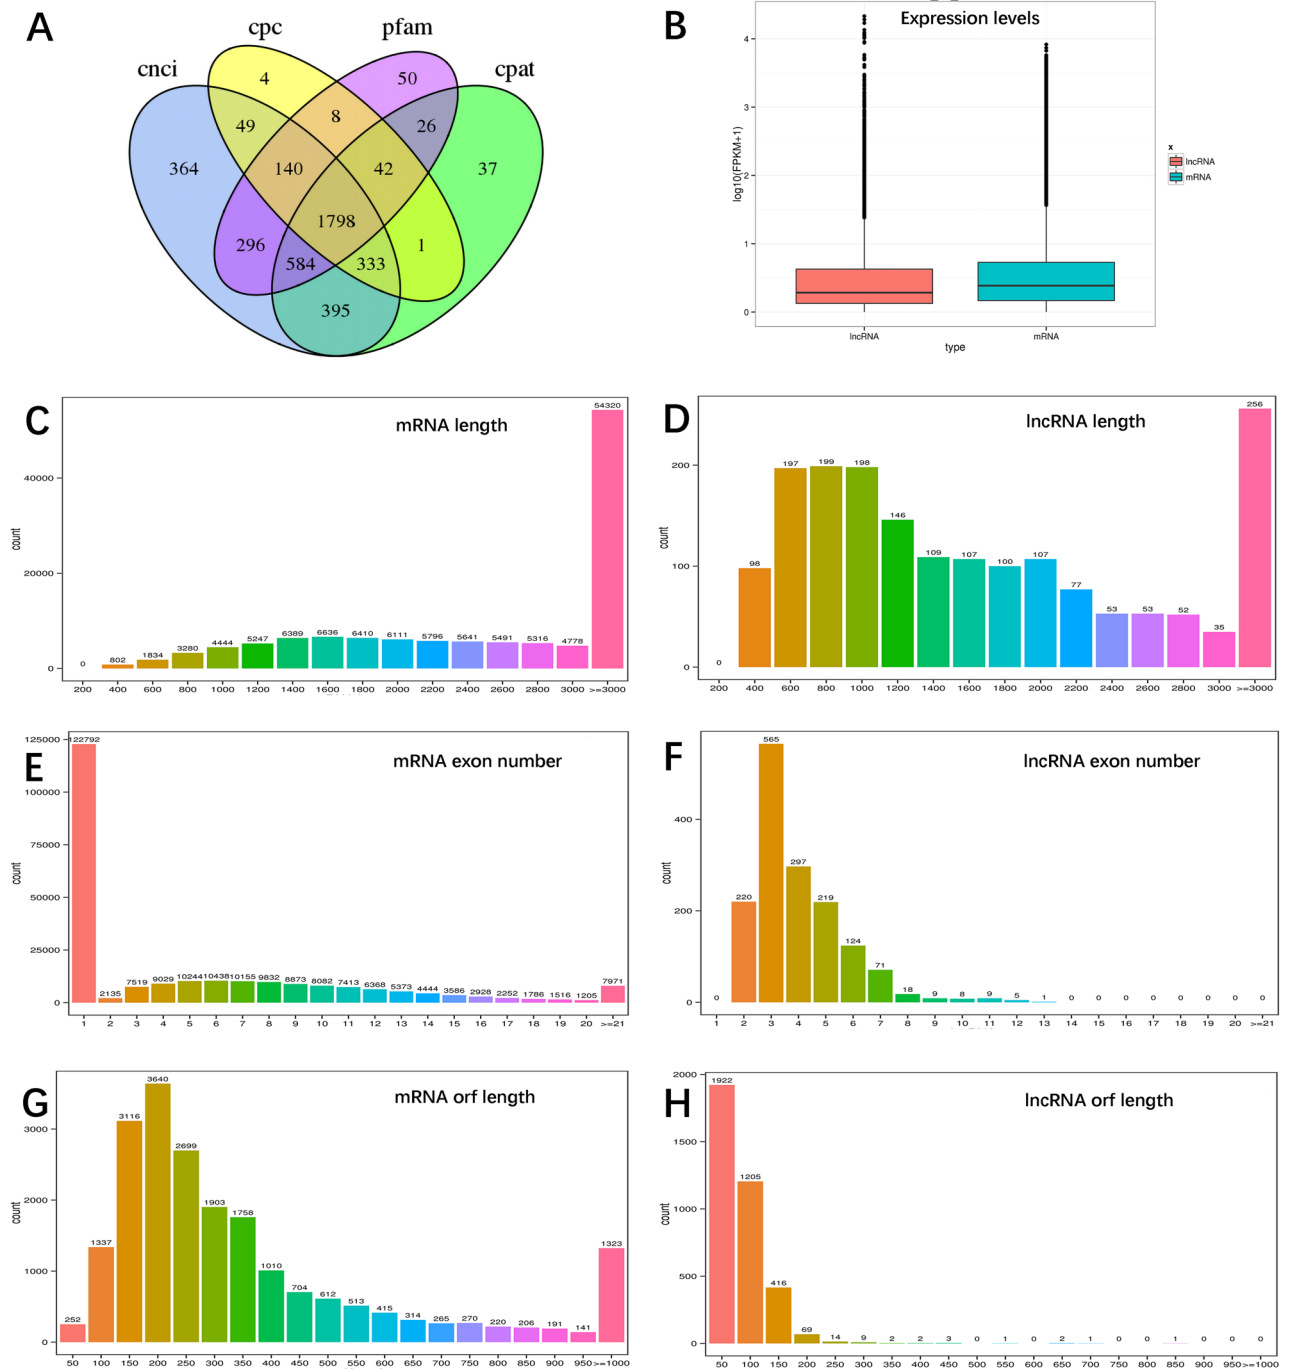 A
cnci
cpc
pfam
cpat
4
50
49
8
26
364
140
42
37
1798
296
1
584
333
395
B
Expression levels
4
3
2
1
0
log10(FPKM+1)
lncRNA
mRNA
type
x
lncRNA
mRNA
C
mRNA length
count
40000
20000
0
0 802 1834 3280 4444 5247 6389 6636 6410 6111 5796 5641 5491 5316 4778 54320
200 400 600 800 1000 1200 1400 1600 1800 2000 2200 2400 2600 2800 3000 >=3000
D
lncRNA length
count
200
100
0
0 98 197 199 198 146 109 107 100 107 77 53 53 52 35 256
200 400 600 800 1000 1200 1400 1600 1800 2000 2200 2400 2600 2800 3000 >=3000
E
mRNA exon number
count
125000
100000
75000
50000
25000
0
122792 2135 7519 9029 10244 10438 10155 9832 8873 8082 7413 6368 5373 4444 3586 2928 2252 1786 1516 1205 7971
1 2 3 4 5 6 7 8 9 10 11 12 13 14 15 16 17 18 19 20 >=21
F
lncRNA exon number
count
400
200
0
0 220 565 297 219 124 71 18 9 8 9 5 1 0 0 0 0 0 0 0 0
1 2 3 4 5 6 7 8 9 10 11 12 13 14 15 16 17 18 19 20 >=21
G
mRNA orf length
count
3000
2000
1000
0
252 1337 3116 3640 2699 1903 1758 1010 704 612 513 415 314 265 270 220 206 191 141 1323
50 100 150 200 250 300 350 400 450 500 550 600 650 700 750 800 850 900 950 >=1000
H
lncRNA orf length
count
2000
1500
1000
500
0
1922 1205 416 69 14 9 2 2 3 0 1 0 2 1 0 0 1 0 0 0
50 100 150 200 250 300 350 400 450 500 550 600 650 700 750 800 850 900 950 >=1000